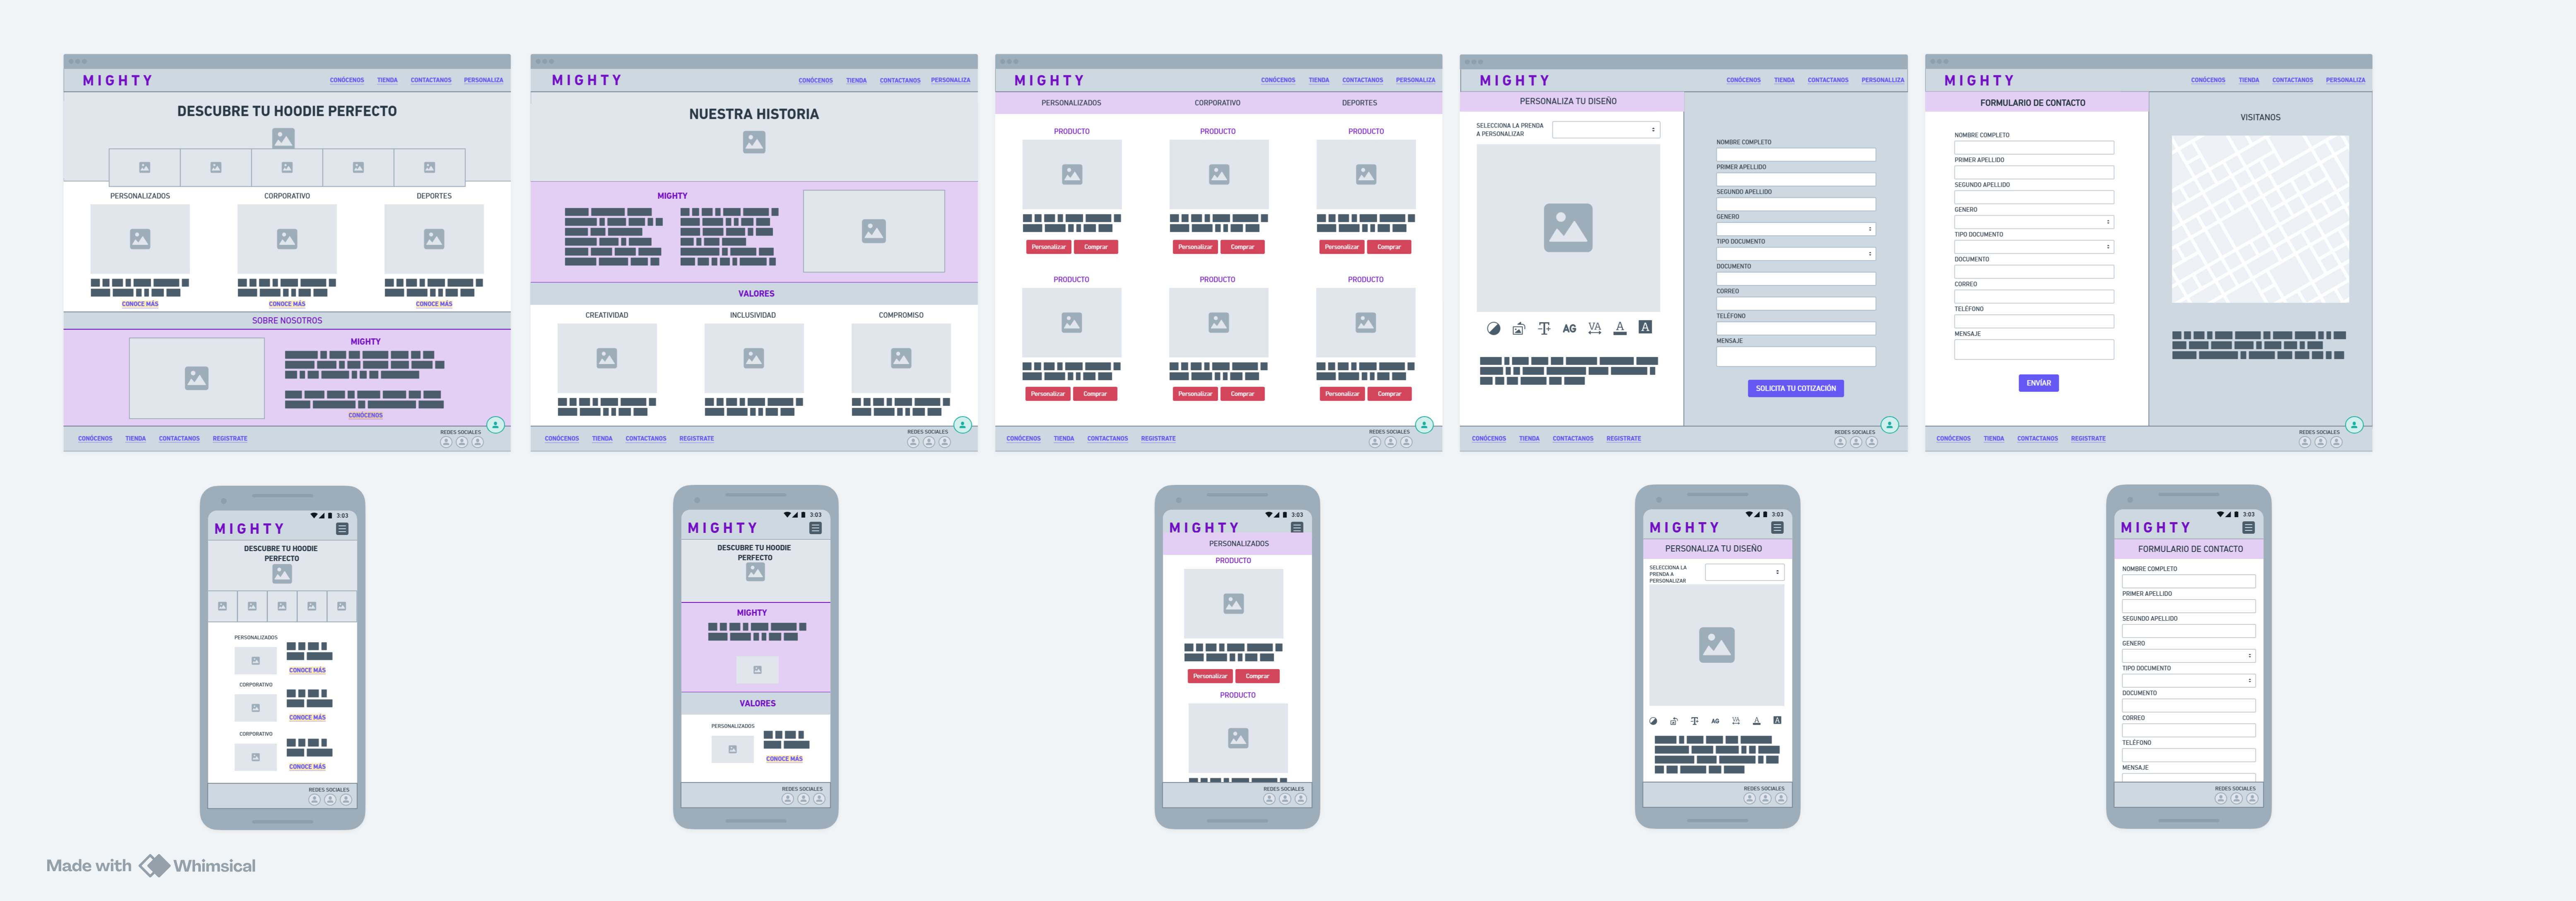 MIGHTY
CONÓCENOS TIENDA CONTACTANOS PERSONALIZA
DESCUBRE TU HOODIE PERFECTO
PERSONALIZADOS CORPORATIVO DEPORTES
CONOCE MÁS CONOCE MÁS CONOCE MÁS
SOBRE NOSOTROS
MIGHTY
CONÓCENOS
CONÓCENOS TIENDA CONTACTANOS REGISTRATE
REDES SOCIALES
MIGHTY
CONÓCENOS TIENDA CONTACTANOS PERSONALIZA
NUESTRA HISTORIA
MIGHTY
VALORES
CREATIVIDAD INCLUSIVIDAD COMPROMISO
CONÓCENOS TIENDA CONTACTANOS REGISTRATE
REDES SOCIALES
MIGHTY
CONÓCENOS TIENDA CONTACTANOS PERSONALIZA
PERSONALIZADOS CORPORATIVO DEPORTES
PRODUCTO PRODUCTO PRODUCTO
Personalizar Comprar Personalizar Comprar Personalizar Comprar
PRODUCTO PRODUCTO PRODUCTO
Personalizar Comprar Personalizar Comprar Personalizar Comprar
CONÓCENOS TIENDA CONTACTANOS REGISTRATE
REDES SOCIALES
MIGHTY
CONÓCENOS TIENDA CONTACTANOS PERSONALLIZA
PERSONALIZA TU DISEÑO
SELECCIONA LA PRENDA
A PERSONALIZAR
AG VA A A
NOMBRE COMPLETO
PRIMER APELLIDO
SEGUNDO APELLIDO
GENERO
TIPO DOCUMENTO
DOCUMENTO
CORREO
TELÉFONO
MENSAJE
SOLICITA TU COTIZACIÓN
CONÓCENOS TIENDA CONTACTANOS REGISTRATE
REDES SOCIALES
MIGHTY
CONÓCENOS TIENDA CONTACTANOS PERSONALIZA
FORMULARIO DE CONTACTO
NOMBRE COMPLETO
PRIMER APELLIDO
SEGUNDO APELLIDO
GENERO
TIPO DOCUMENTO
DOCUMENTO
CORREO
TELÉFONO
MENSAJE
ENVÍAR
VISITANOS
CONÓCENOS TIENDA CONTACTANOS REGISTRATE
REDES SOCIALES
3:03
MIGHTY
DESCUBRE TU HOODIE
PERFECTO
PERSONALIZADOS
CONOCE MÁS
CORPORATIVO
CONOCE MÁS
CORPORATIVO
CONOCE MÁS
REDES SOCIALES
3:03
MIGHTY
DESCUBRE TU HOODIE
PERFECTO
MIGHTY
VALORES
PERSONALIZADOS
CONOCE MÁS
REDES SOCIALES
3:03
MIGHTY
PERSONALIZADOS
PRODUCTO
Personalizar Comprar
PRODUCTO
REDES SOCIALES
3:03
MIGHTY
PERSONALIZA TU DISEÑO
SELECCIONA LA
PRENDA A
PERSONALIZAR
AG VA A A
REDES SOCIALES
3:03
MIGHTY
FORMULARIO DE CONTACTO
NOMBRE COMPLETO
PRIMER APELLIDO
SEGUNDO APELLIDO
GENERO
TIPO DOCUMENTO
DOCUMENTO
CORREO
TELÉFONO
MENSAJE
REDES SOCIALES
Made with Whimsical